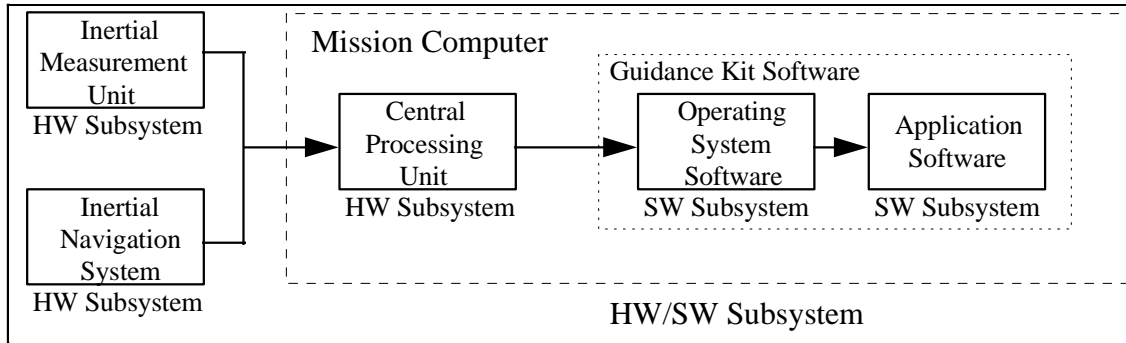 Inertial
Measurement
Unit
HW Subsystem
Inertial
Navigation
System
HW Subsystem
Mission Computer
Central
Processing
Unit
HW Subsystem
Guidance Kit Software
Operating
System
Software
SW Subsystem
Application
Software
SW Subsystem
HW/SW Subsystem